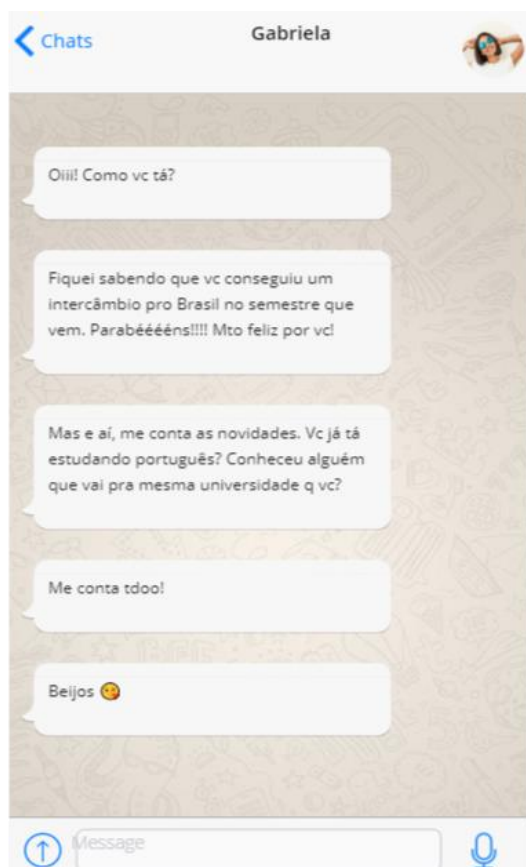 Chats
Gabriela
Oiii! Como vc tá?
Fiquei sabendo que vc conseguiu um
intercâmbio pro Brasil no semestre que
vem. Parabééééns!!!! Mto feliz por vc!
Mas e aí, me conta as novidades. Vc já tá
estudando português? Conheceu alguém
que vai pra mesma universidade q vc?
Me conta tdoo!
Beijos 😋
Message